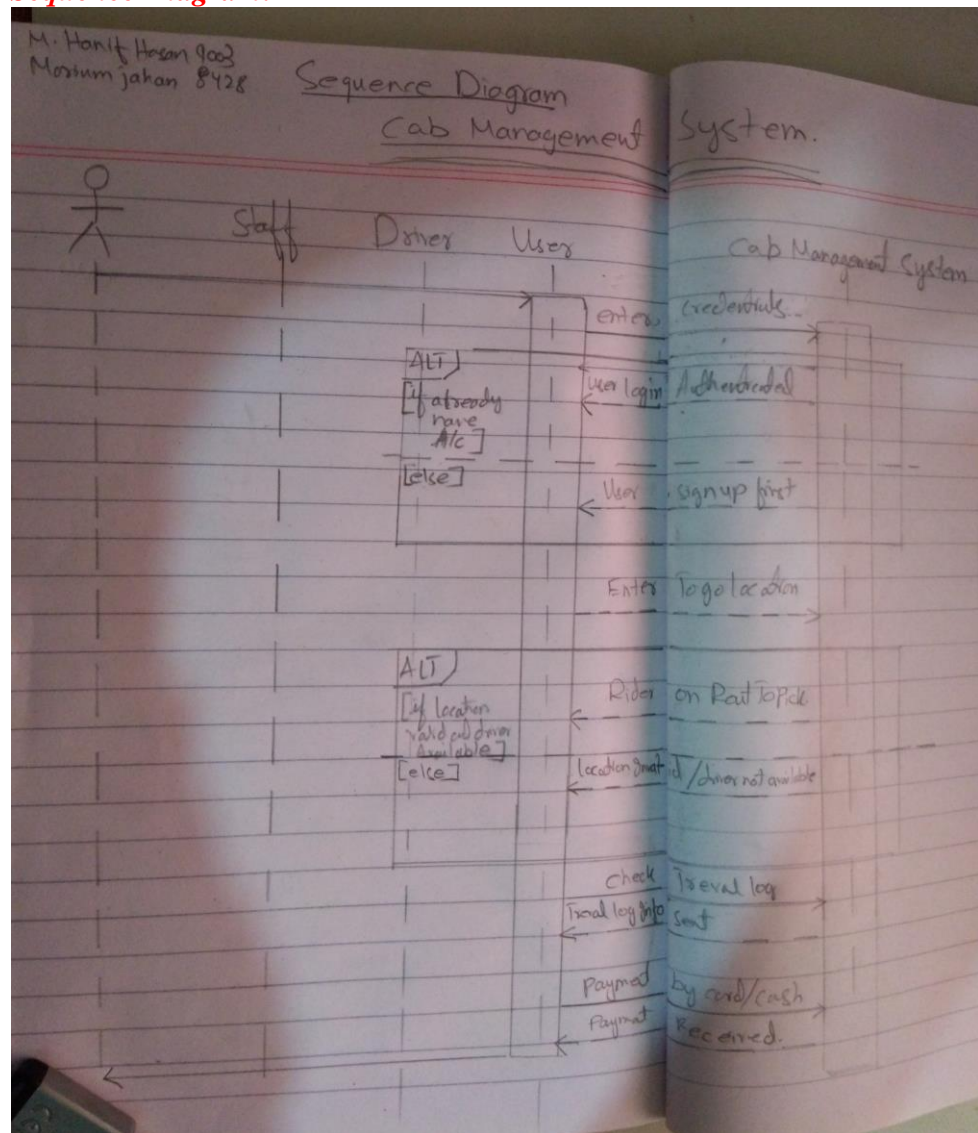 Sequence Diagram:
M. Hanif Hasan 9003
Marium jahan 8428
Sequence Diagram
Cab Management System.
Staff Driver User Cab Management System
enters credentials
ALT
User login Authenticated
[if already
have
A/c]
[else]
User signup first
Enter To go location
ALT
Rider on Rout To Pick
[if location
valid and driver
Available]
[else]
location invalid/driver not available
check Treval log
Treval log Info sent
Payment by card/cash
Payment Received.